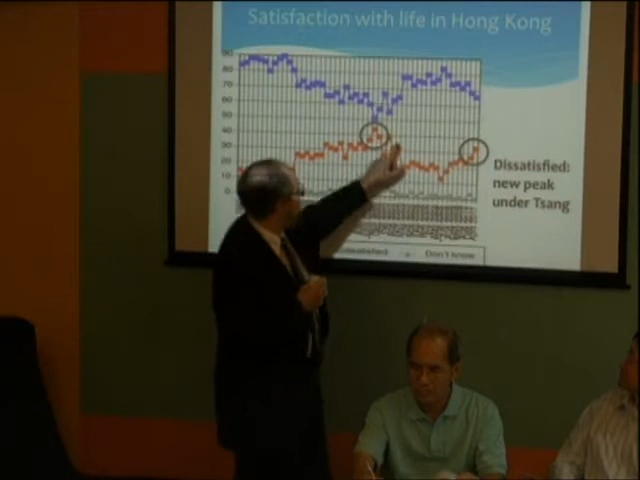 Satisfaction with life in Hong Kong
90
80
70
60
50
40
30
20
10
0
Dissatisfied:
new peak
under Tsang
Don't know